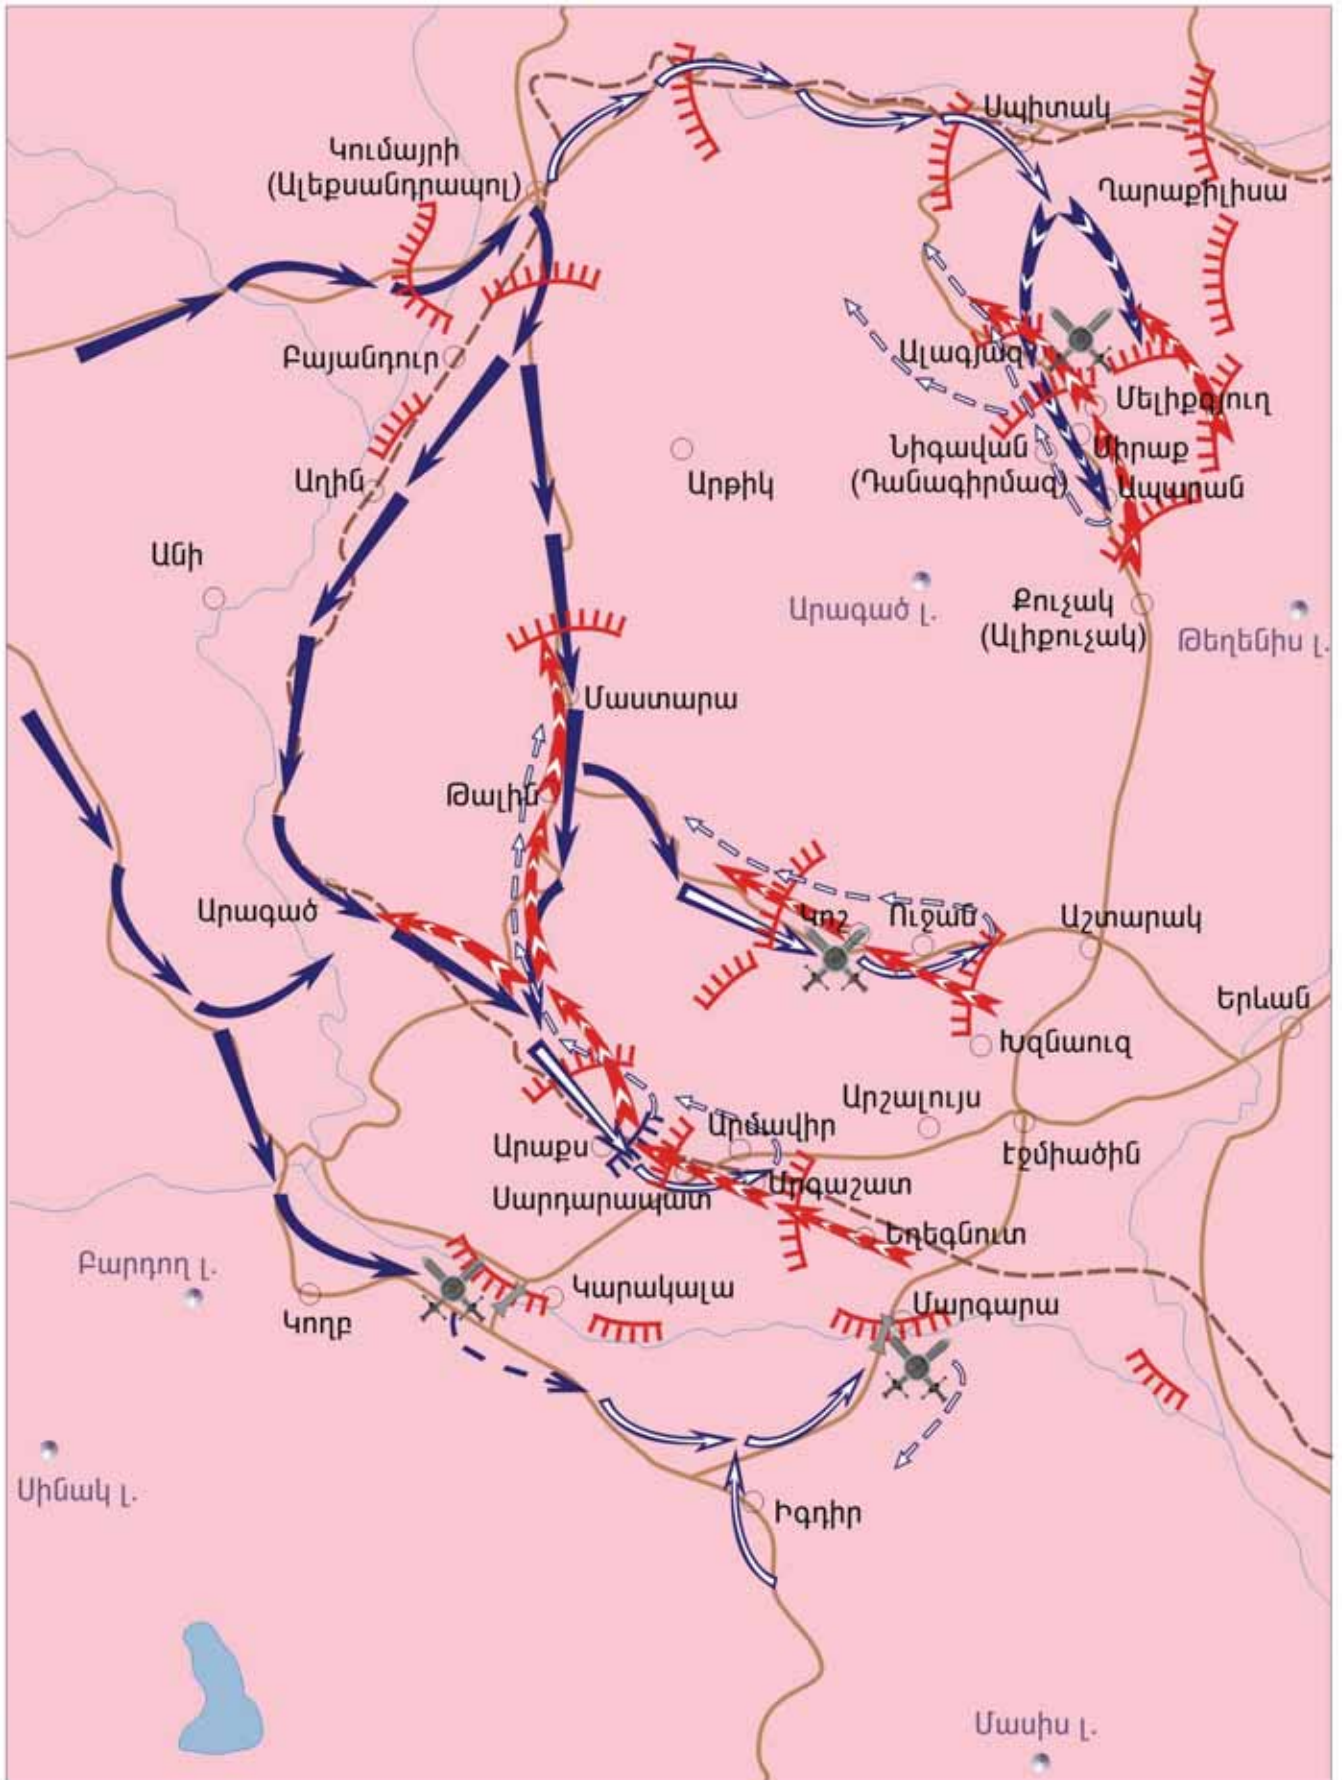 Սպիտակ
Կումայրի
(Ալեքսանդրապոլ)
Ղարաքիլիսա
Բայանդուր
Ալագյազ
Մելիքգյուղ
Նիգավան
(Դանագիրմազ)
Միրաք
Ապարան
Աղին
Արթիկ
Անի
Արագած լ.
Քուչակ
(Ալիքուչակ)
Թեղենիս լ.
Մաստարա
Թալին
Արագած
Կոշ
Ուջան
Աշտարակ
Երևան
Խզնաուզ
Արշալույս
Արմավիր
Արաքս
Էջմիածին
Սարդարապատ
Մրգաշատ
Եղեգնուտ
Բարդող լ.
Կարակալա
Կողբ
Մարգարա
Սինակ լ.
Իգդիր
Մասիս լ.